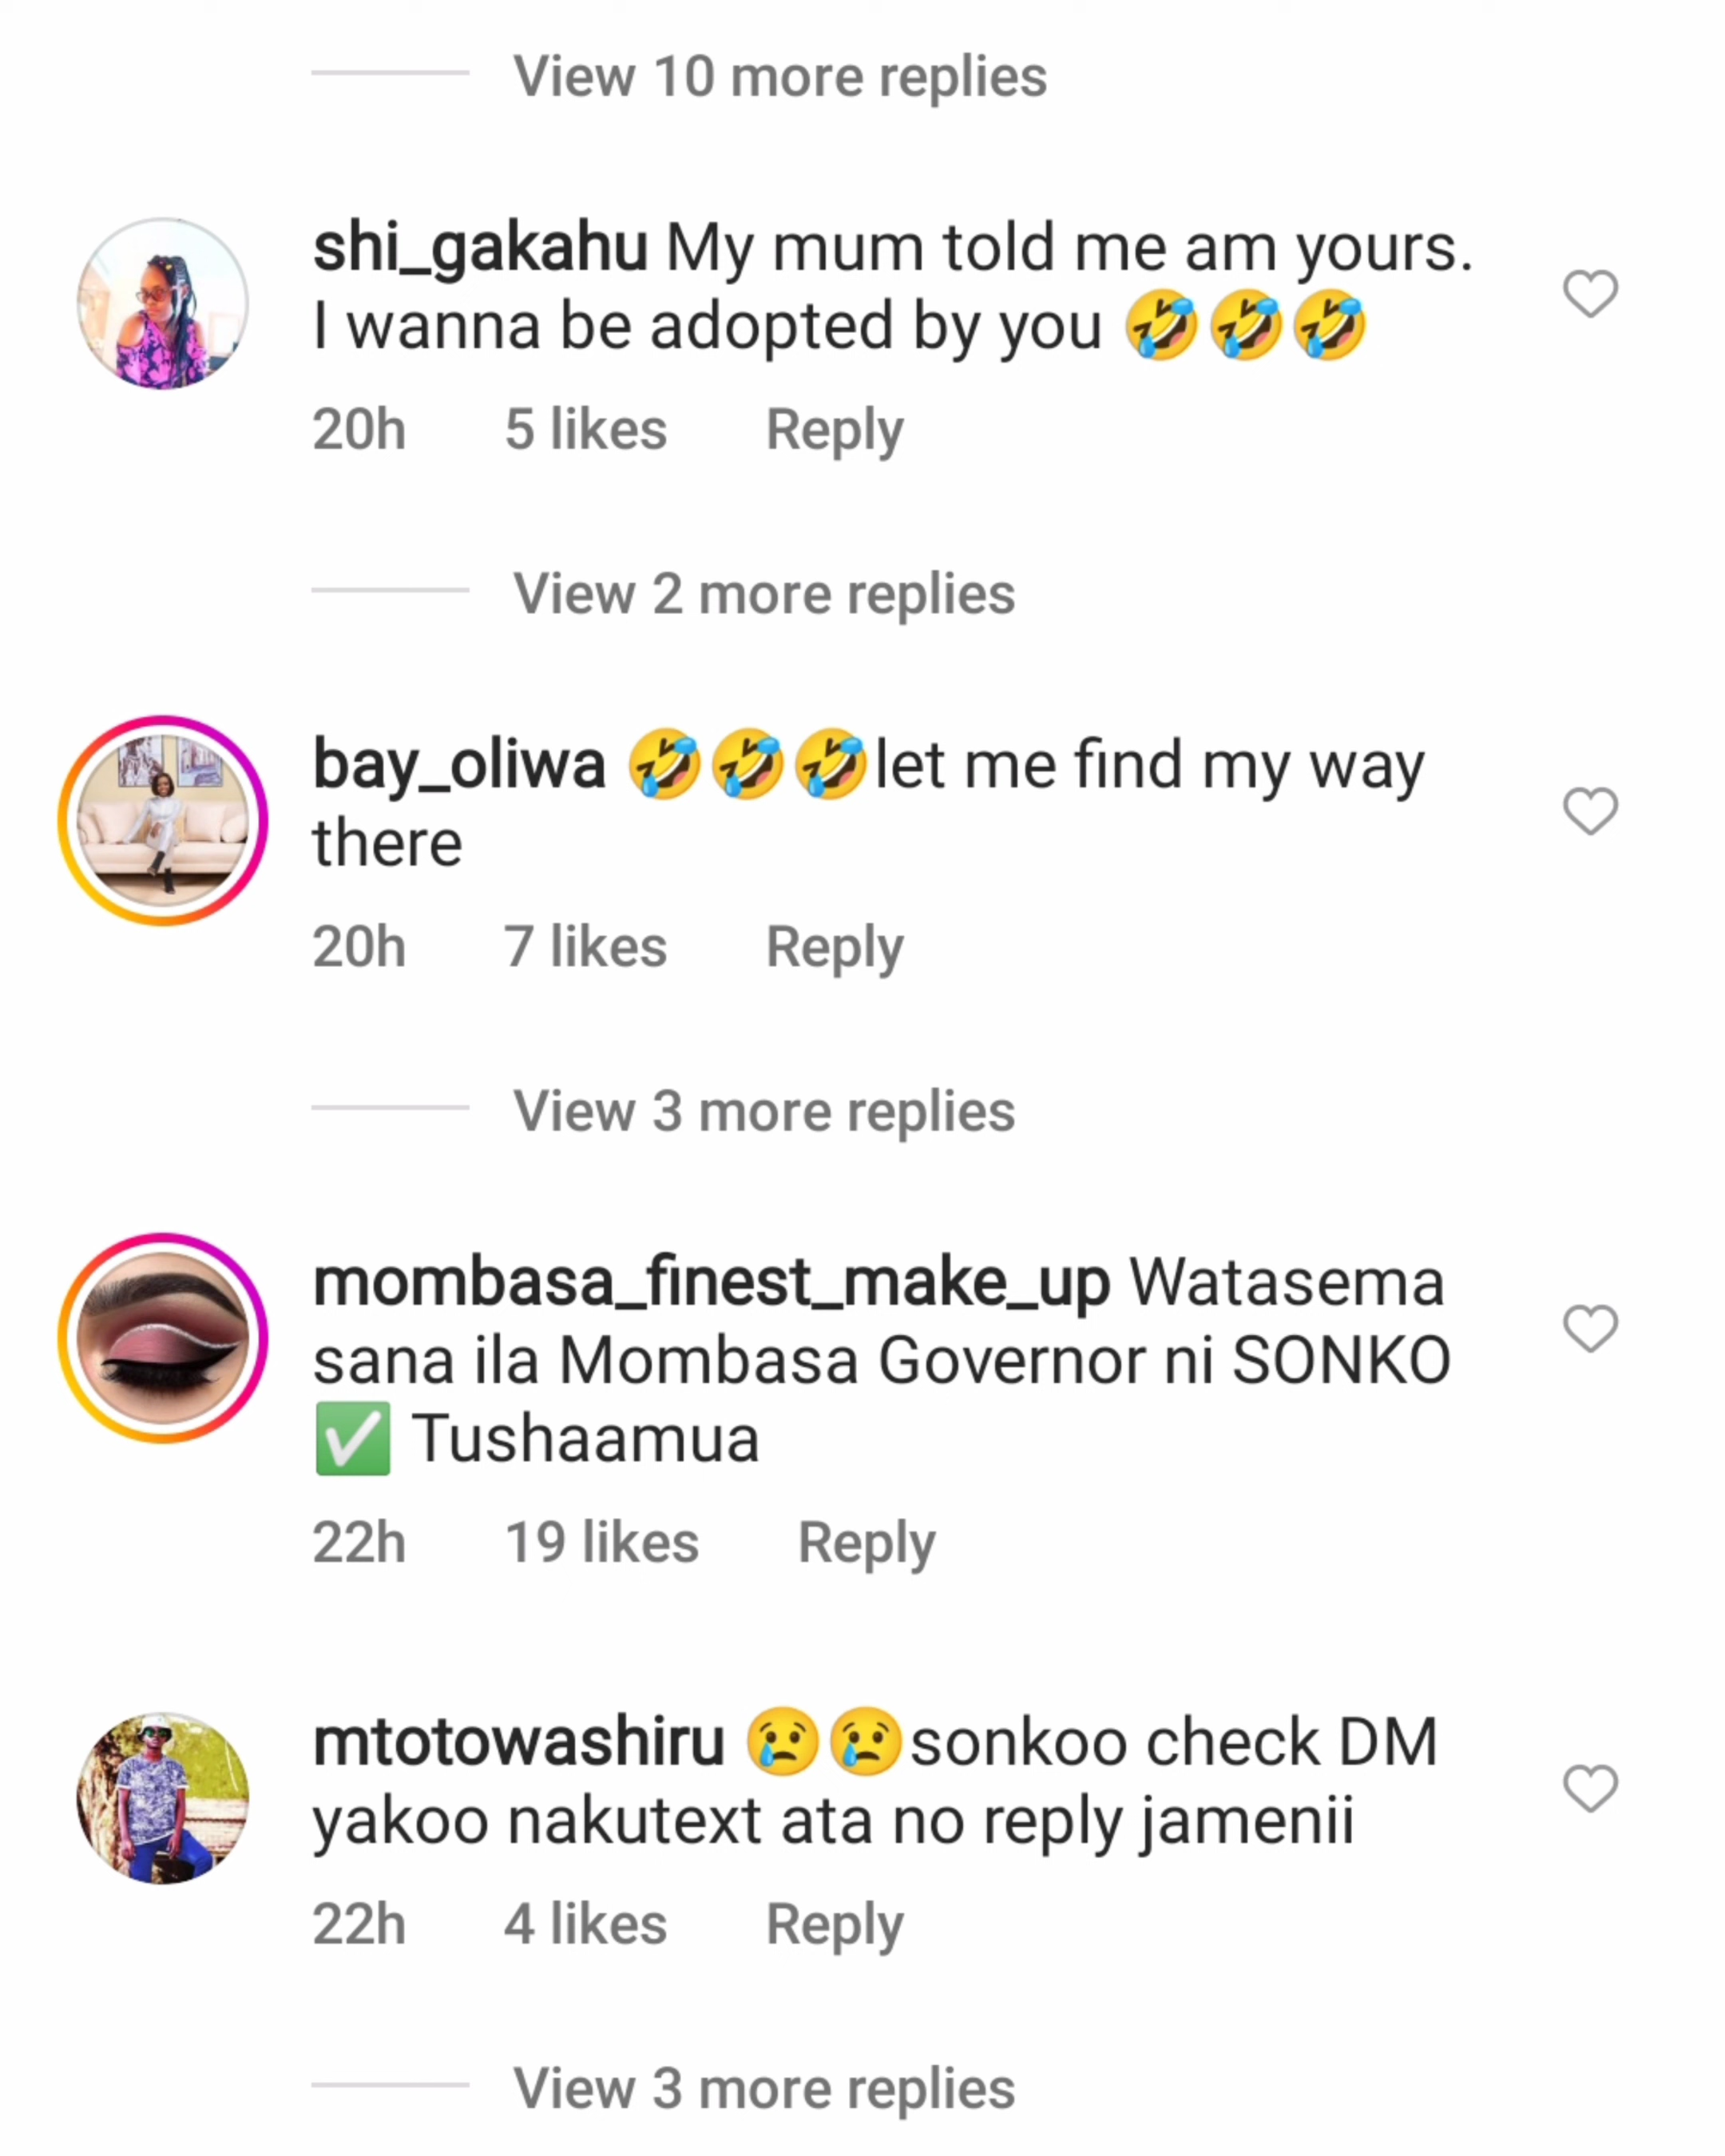 View 10 more replies
shi_gakahu My mum told me am yours.
I wanna be adopted by you 🤣🤣🤣
20h 5 likes Reply
View 2 more replies
bay_oliwa 🤣🤣🤣let me find my way
there
20h 7 likes Reply
View 3 more replies
mombasa_finest_make_up Watasema
sana ila Mombasa Governor ni SONKO
✅ Tushaamua
22h 19 likes Reply
mtotowashiru 😢😢sonkoo check DM
yakoo nakutext ata no reply jamenii
22h 4 likes Reply
View 3 more replies